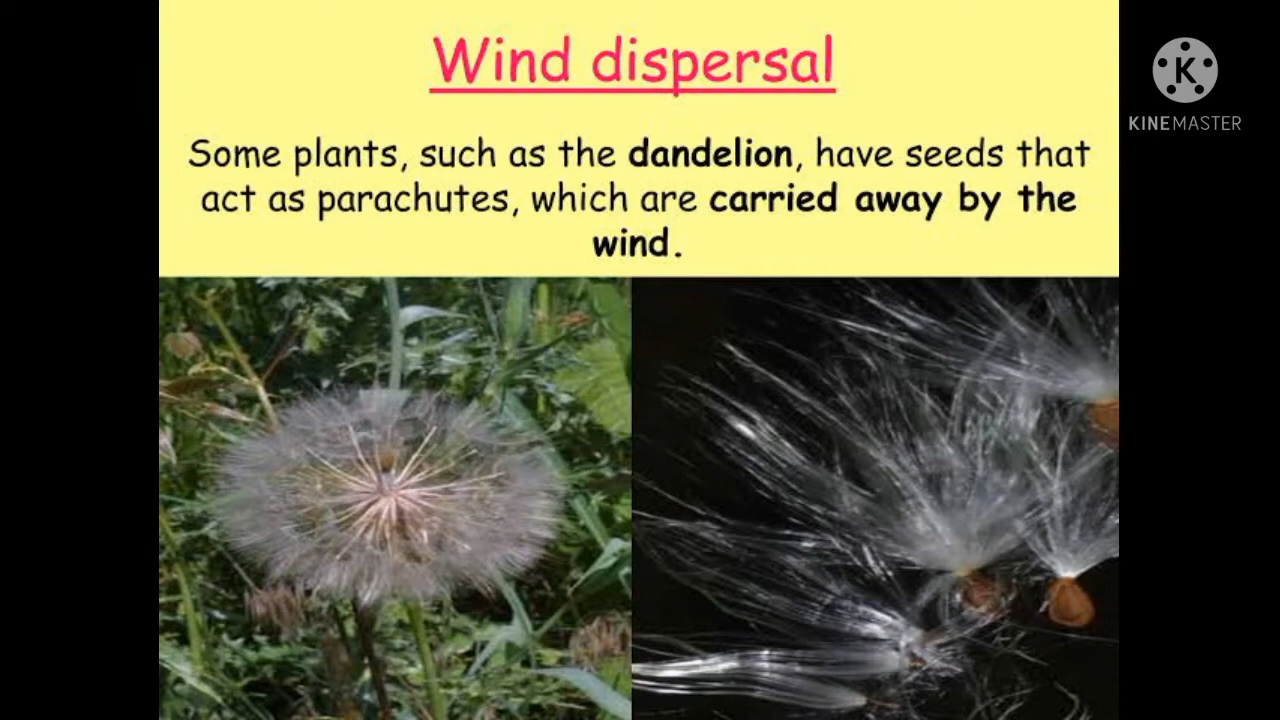 Wind dispersal
Some plants, such as the dandelion, have seeds that
act as parachutes, which are carried away by the
wind.
K
KINEMASTER